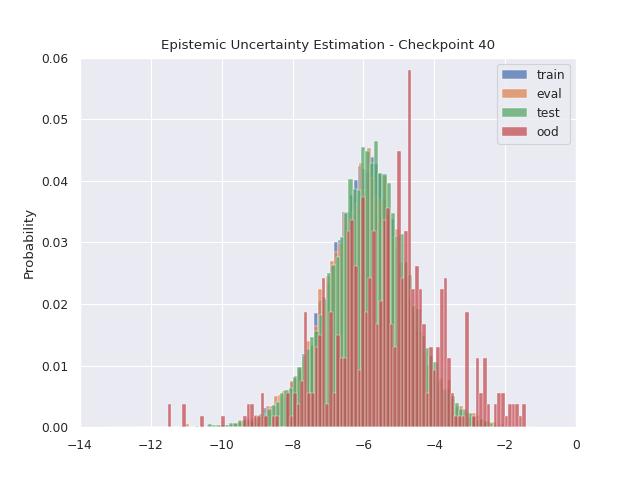 Epistemic Uncertainty Estimation - Checkpoint 40
0.06
0.05
0.04
0.03
0.02
0.01
0.00
Probability
train
eval
test
ood
−14
−12
−10
−8
−6
−4
−2
0